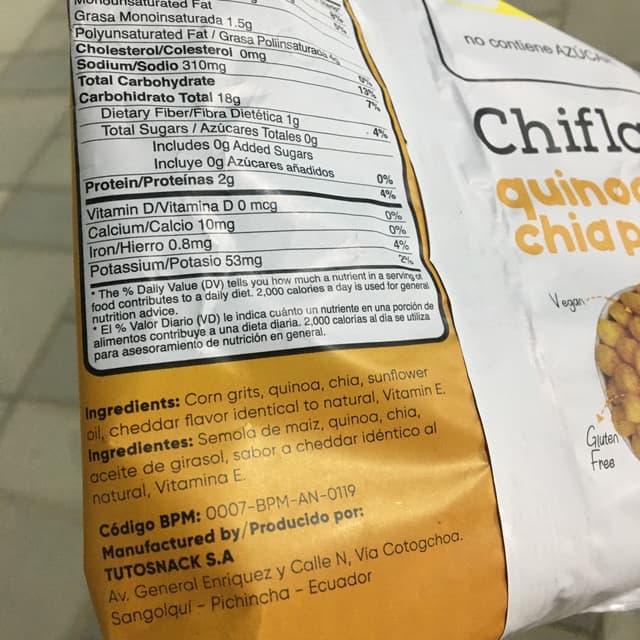 Monounsaturated Fat
Grasa Monoinsaturada 1.5g
Polyunsaturated Fat / Grasa Poliinsaturada
Cholesterol/Colesterol 0mg 0%
Sodium/Sodio 310mg 13%
Total Carbohydrate
Carbohidrato Total 18g 7%
Dietary Fiber/Fibra Dietética 1g 4%
Total Sugars / Azúcares Totales 0g
Includes 0g Added Sugars
Incluye 0g Azúcares añadidos 0%
Protein/Proteínas 2g 4%
Vitamin D/Vitamina D 0 mcg 0%
Calcium/Calcio 10mg 0%
Iron/Hierro 0.8mg 4%
Potassium/Potasio 53mg 2%
* The % Daily Value (DV) tells you how much a nutrient in a serving of
food contributes to a daily diet. 2,000 calories a day is used for general
nutrition advice.
* El % Valor Diario (VD) le indica cuánto un nutriente en una porción de
alimentos contribuye a una dieta diaria. 2,000 calorías al día se utiliza
para asesoramiento de nutrición en general.
Ingredients: Corn grits, quinoa, chia, sunflower
oil, cheddar flavor identical to natural, Vitamin E.
Ingredientes: Semola de maiz, quinoa, chia,
aceite de girasol, sabor a cheddar idéntico al
natural, Vitamina E.
Código BPM: 0007-BPM-AN-0119
Manufactured by/Producido por:
TUTOSNACK S.A
Av. General Enriquez y Calle N, Vía Cotogchoa.
Sangolquí - Pichincha - Ecuador
no contiene AZÚCAR
Chifl
quino
chia p
Vegan
Gluten
Free